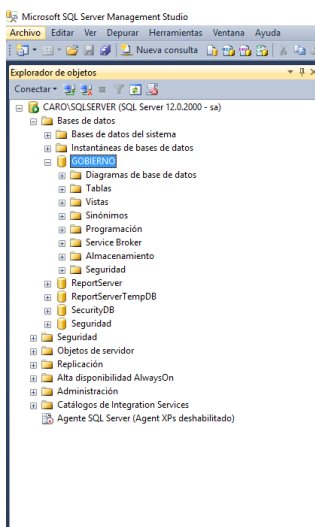 Microsoft SQL Server Management Studio
Archivo Editar Ver Depurar Herramientas Ventana Ayuda
Nueva consulta
Explorador de objetos
Conectar
CARO\SQLSERVER (SQL Server 12.0.2000 - sa)
Bases de datos
Bases de datos del sistema
Instantáneas de bases de datos
GOBIERNO
Diagramas de base de datos
Tablas
Vistas
Sinónimos
Programación
Service Broker
Almacenamiento
Seguridad
ReportServer
ReportServerTempDB
SecurityDB
Seguridad
Seguridad
Objetos de servidor
Replicación
Alta disponibilidad AlwaysOn
Administración
Catálogos de Integration Services
Agente SQL Server (Agent XPs deshabilitado)